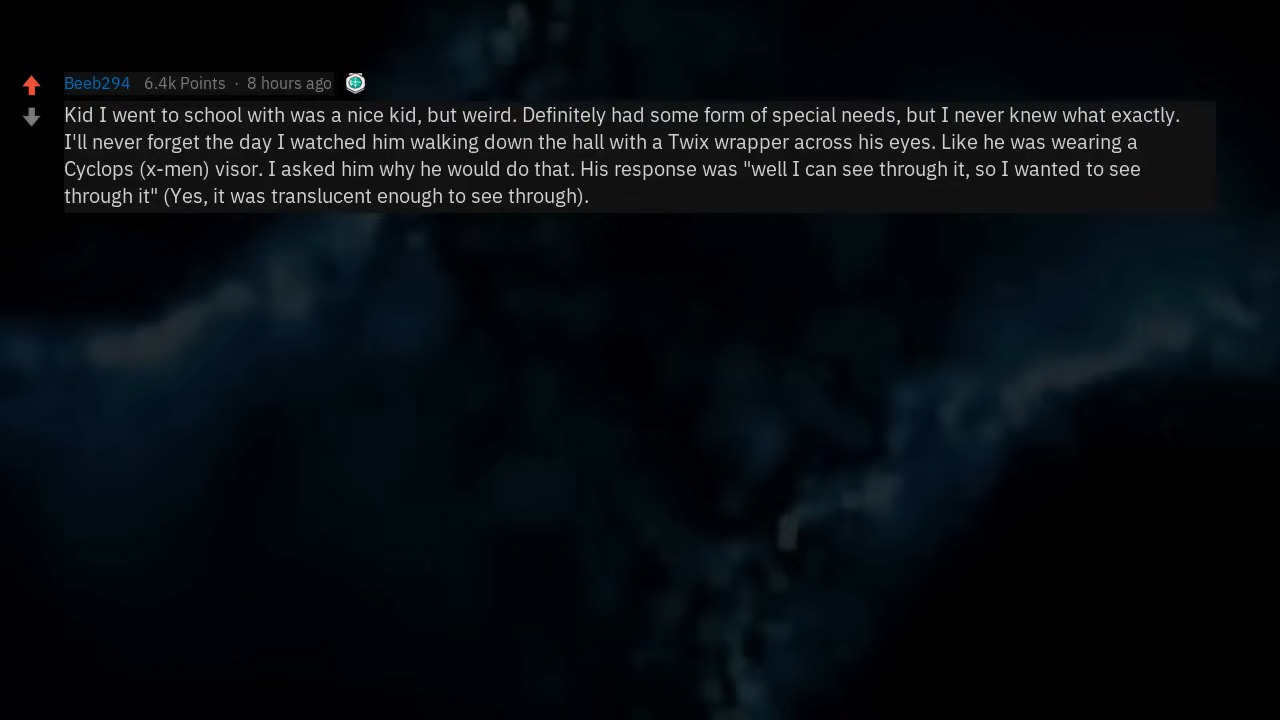 Beeb294 6.4k Points · 8 hours ago
Kid I went to school with was a nice kid, but weird. Definitely had some form of special needs, but I never knew what exactly.
I'll never forget the day I watched him walking down the hall with a Twix wrapper across his eyes. Like he was wearing a
Cyclops (x-men) visor. I asked him why he would do that. His response was "well I can see through it, so I wanted to see
through it" (Yes, it was translucent enough to see through).